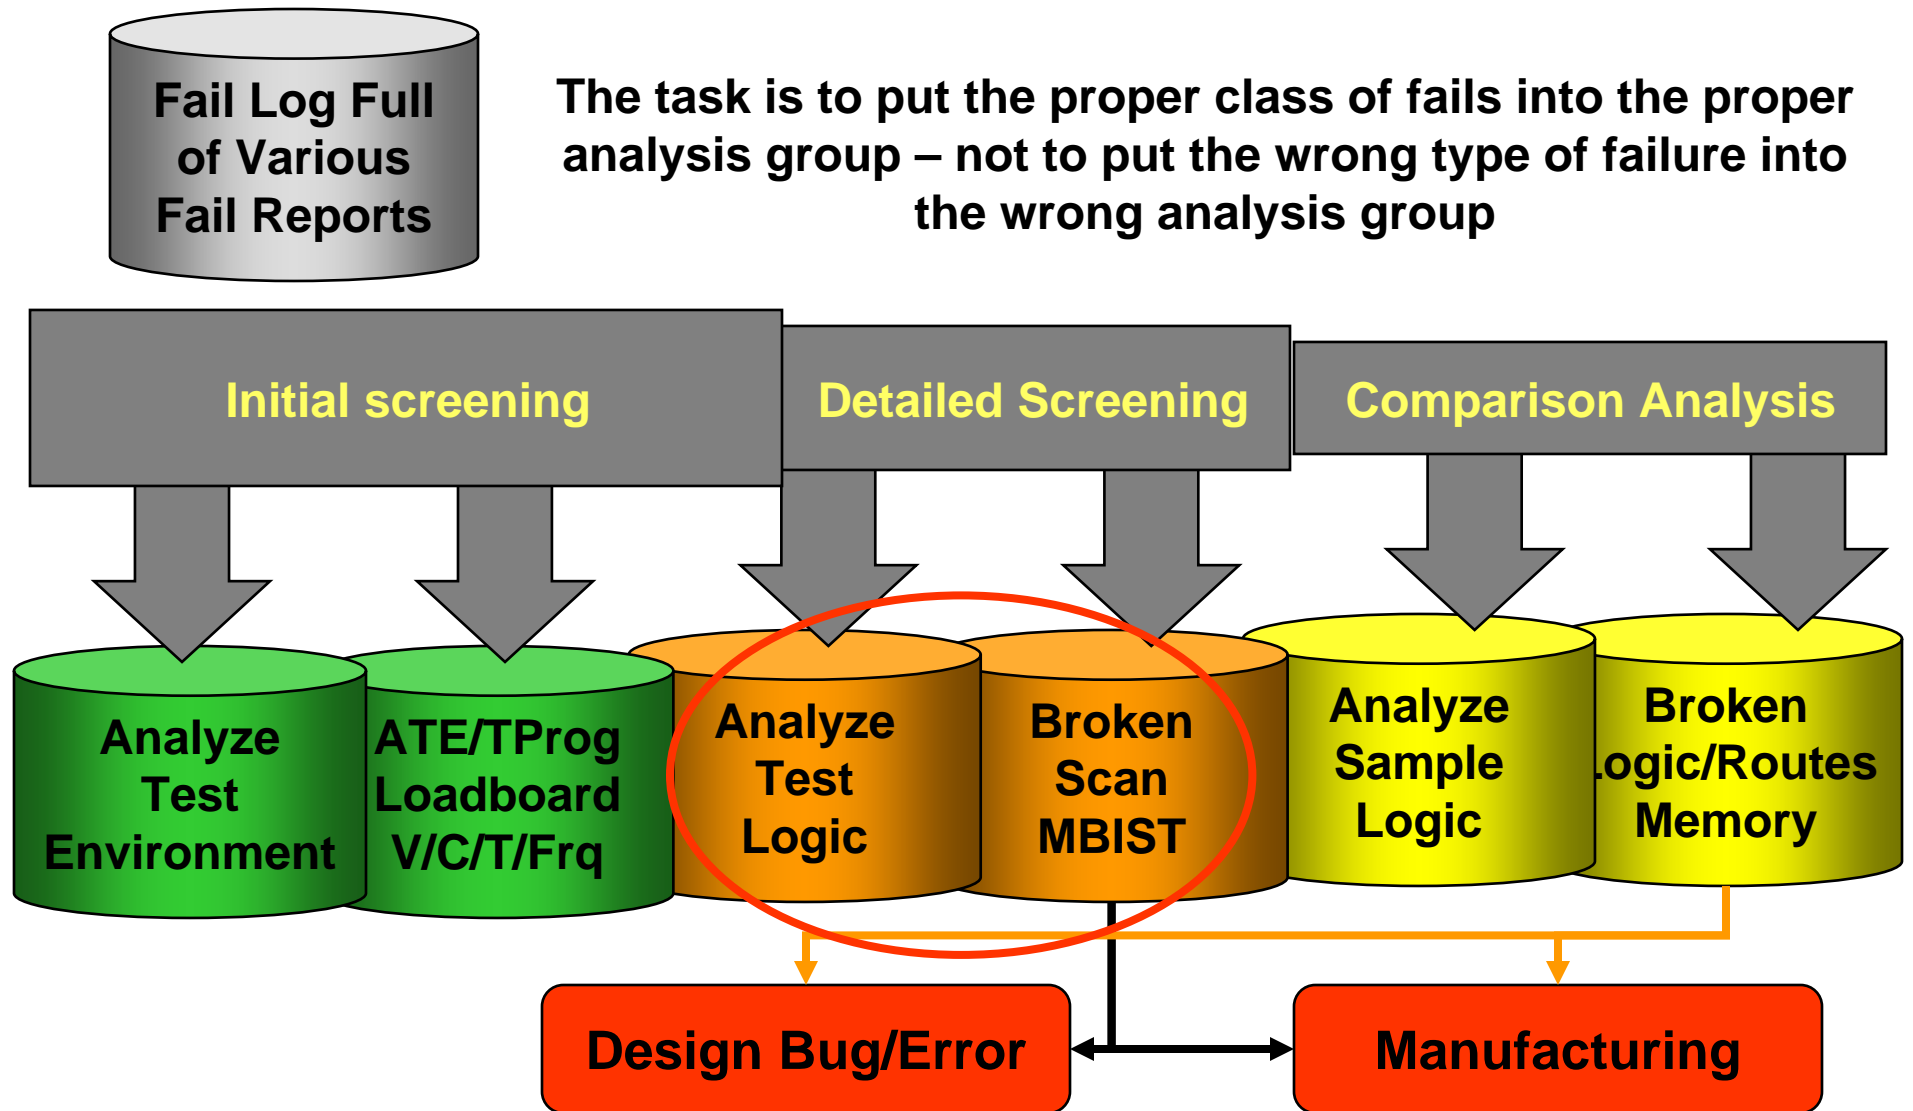 Fail Log Full
of Various
Fail Reports
The task is to put the proper class of fails into the proper
analysis group – not to put the wrong type of failure into
the wrong analysis group
Initial screening
Detailed Screening
Comparison Analysis
Analyze
Test
Environment
ATE/TProg
Loadboard
V/C/T/Frq
Analyze
Test
Logic
Broken
Scan
MBIST
Analyze
Sample
Logic
Broken
Logic/Routes
Memory
Design Bug/Error
Manufacturing